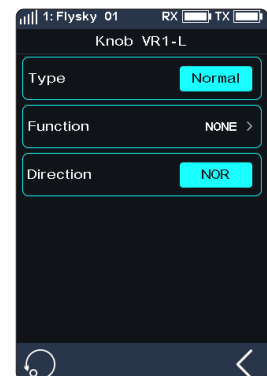 1: Flysky 01 RX TX
Knob VR1-L
Type Normal
Function NONE >
Direction NOR